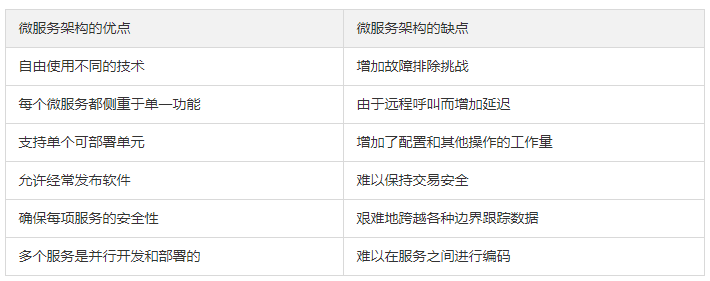 微服务架构的优点 微服务架构的缺点
自由使用不同的技术 增加故障排除挑战
每个微服务都侧重于单一功能 由于远程呼叫而增加延迟
支持单个可部署单元 增加了配置和其他操作的工作量
允许经常发布软件 难以保持交易安全
确保每项服务的安全性 艰难地跨越各种边界跟踪数据
多个服务是并行开发和部署的 难以在服务之间进行编码